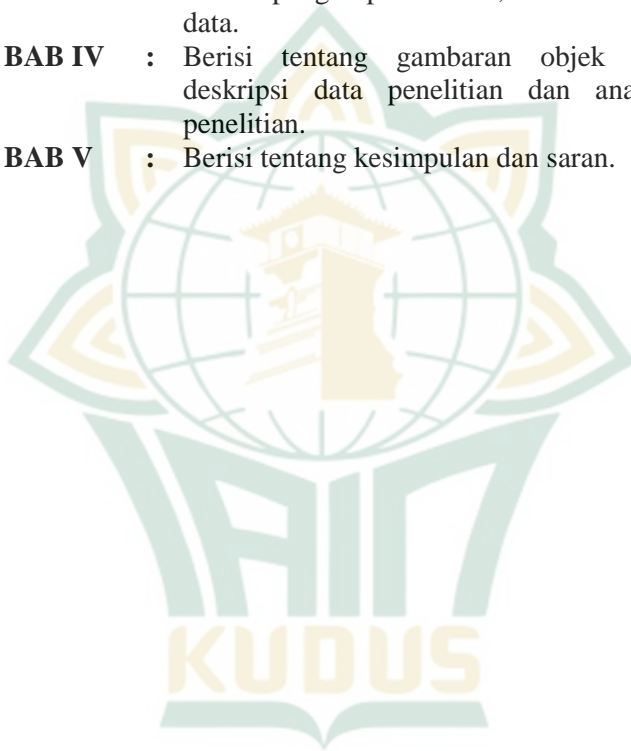 data.
BAB IV : Berisi tentang gambaran objek
deskripsi data penelitian dan
penelitian.
BAB V : Berisi tentang kesimpulan dan saran.
IAIN
KUDUS